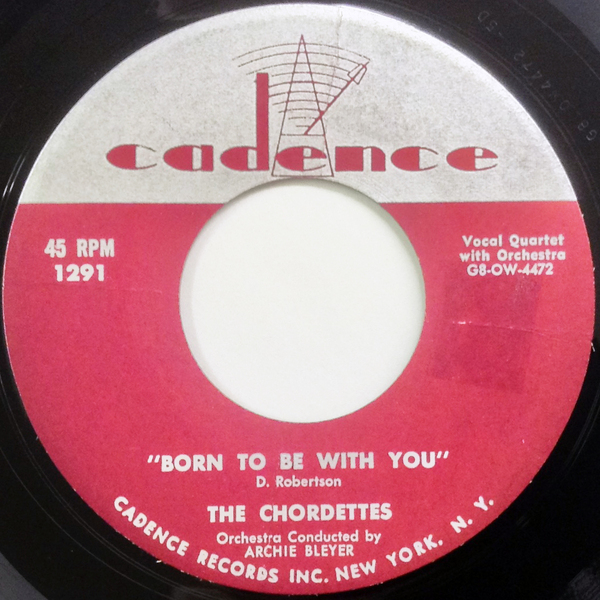 cadence
45 RPM
1291
Vocal Quartet
with Orchestra
G8-OW-4472
"BORN TO BE WITH YOU"
D. Robertson
THE CHORDETTES
Orchestra Conducted by
ARCHIE BLEYER
CADENCE RECORDS INC. NEW YORK, N. Y.